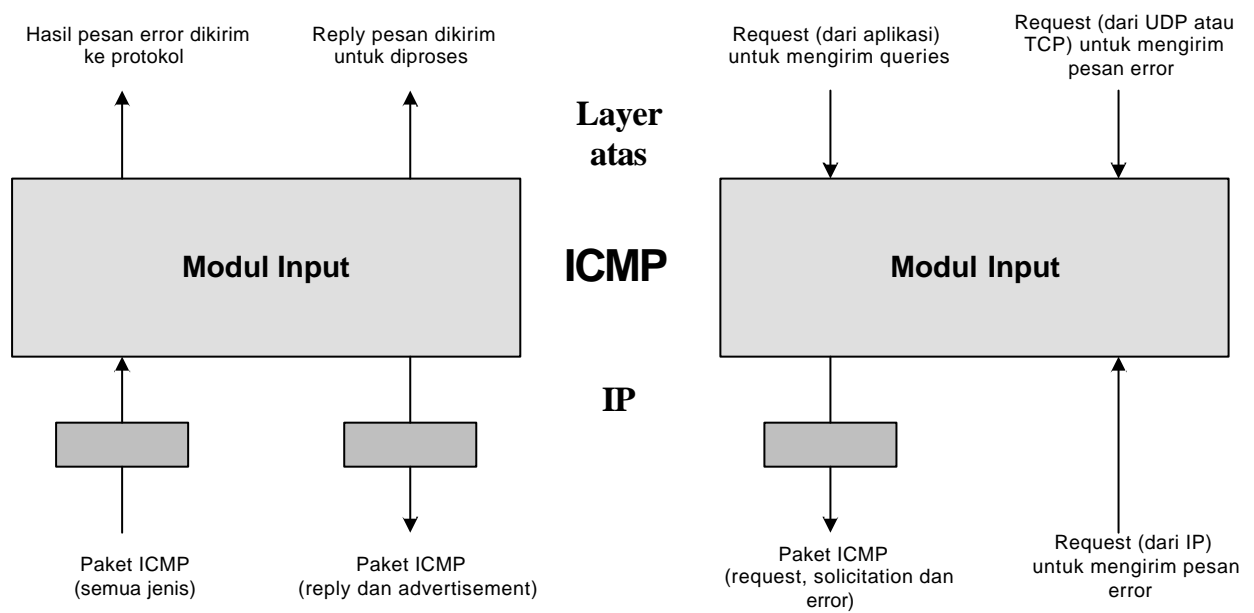 Hasil pesan error dikirim
ke protokol
Reply pesan dikirim
untuk diproses
Request (dari aplikasi)
untuk mengirim queries
Request (dari UDP atau
TCP) untuk mengirim
pesan error
Layer
atas
Modul Input
ICMP
Modul Input
IP
Paket ICMP
(semua jenis)
Paket ICMP
(reply dan advertisement)
Paket ICMP
(request, solicitation dan
error)
Request (dari IP)
untuk mengirim pesan
error